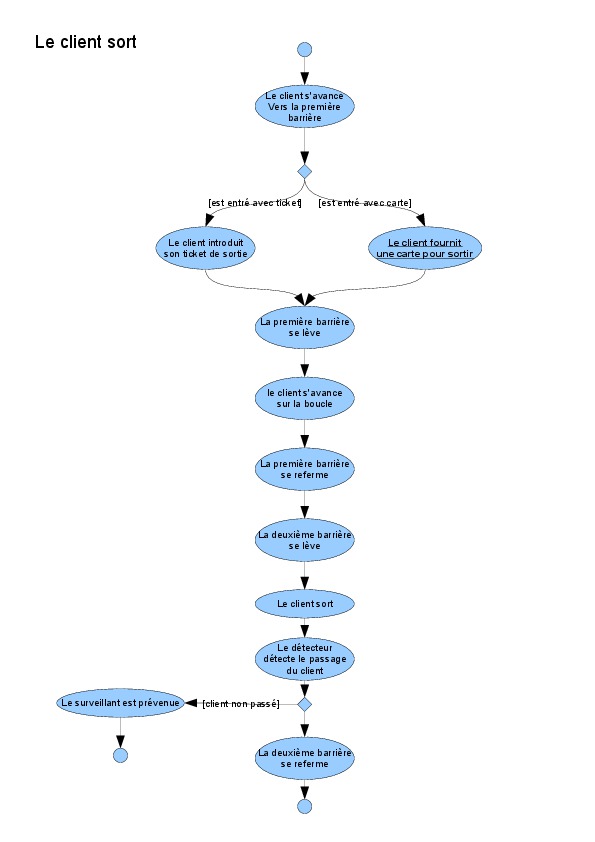 Le client sort
Le client s'avance
Vers la première
barrière
[est entré avec ticket]
[est entré avec carte]
Le client introduit
son ticket de sortie
Le client fournit
une carte pour sortir
La première barrière
se lève
le client s'avance
sur la boucle
La première barrière
se referme
La deuxième barrière
se lève
Le client sort
Le détecteur
détecte le passage
du client
Le surveillant est prévenue
[client non passé]
La deuxième barrière
se referme